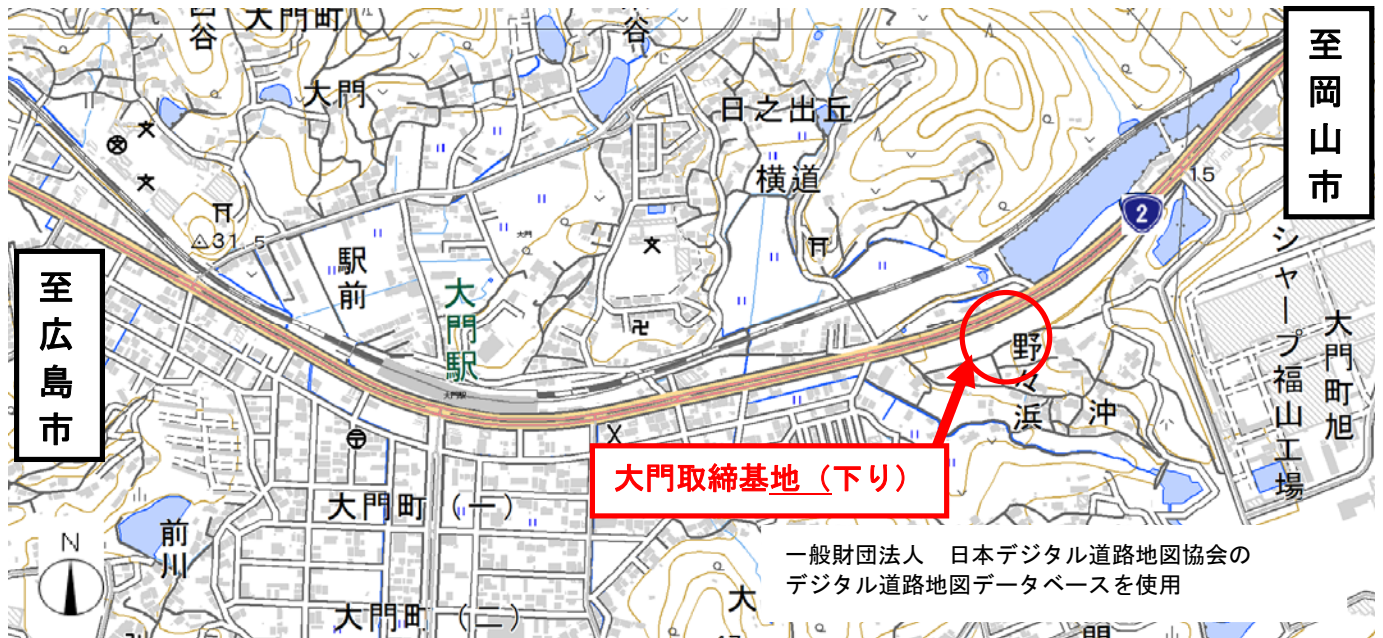 谷
大門町
谷
至岡山市
大門
日之出丘
横道
15
2
31.5
駅前
大門駅
大門
至広島市
シャープ福山工場
大門町旭
野々浜
沖
大門駅
大門取締基地（下り）
大門町（一）
前川
N
一般財団法人　日本デジタル道路地図協会の
デジタル道路地図データベースを使用
大門町（二）
大